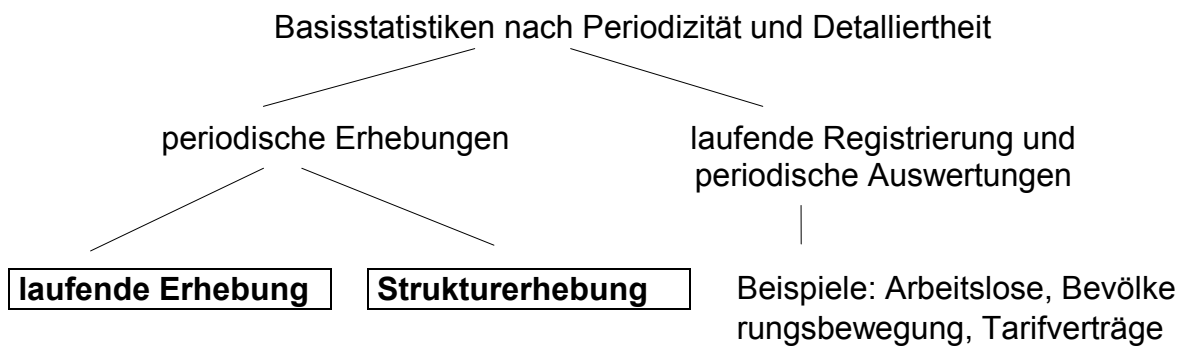 Basisstatistiken nach Periodizität und Detalliertheit
periodische Erhebungen
laufende Registrierung und
periodische Auswertungen
laufende Erhebung
Strukturerhebung
Beispiele: Arbeitslose, Bevölke
rungsbewegung, Tarifverträge